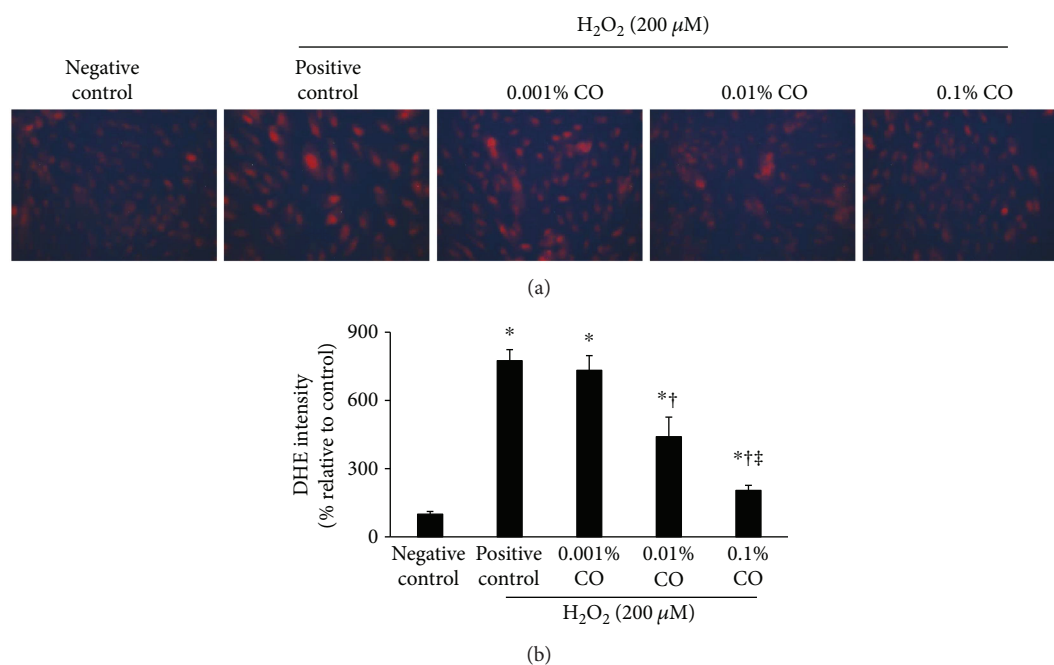 H₂O₂ (200 μM)
Negative
control
Positive
control
0.001% CO
0.01% CO
0.1% CO
(a)
DHE intensity
(% relative to control)
900
600
300
0
*
*
*†
*†‡
Negative
control
Positive
control
0.001%
CO
0.01%
CO
0.1%
CO
H₂O₂ (200 μM)
(b)